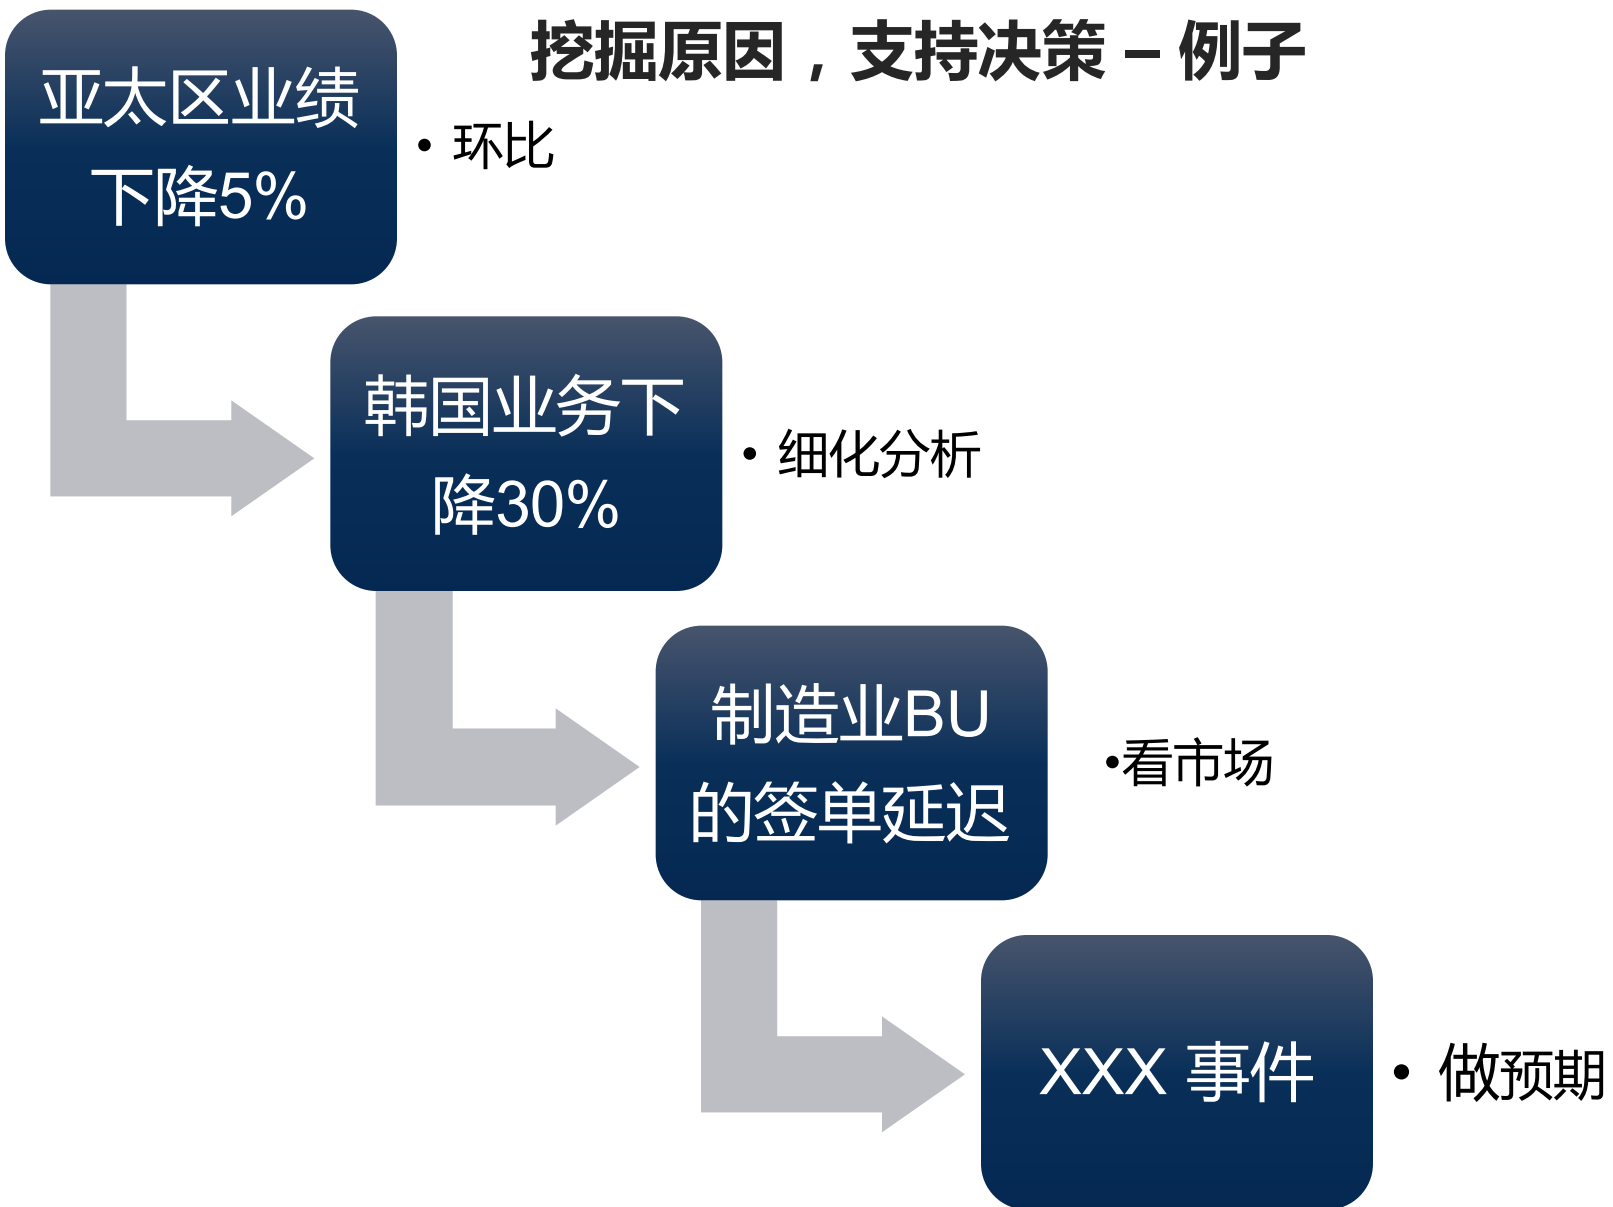 挖掘原因，支持决策 – 例子
亚太区业绩
下降5%
• 环比
韩国业务下
降30%
• 细化分析
制造业BU
的签单延迟
•看市场
XXX 事件
• 做预期